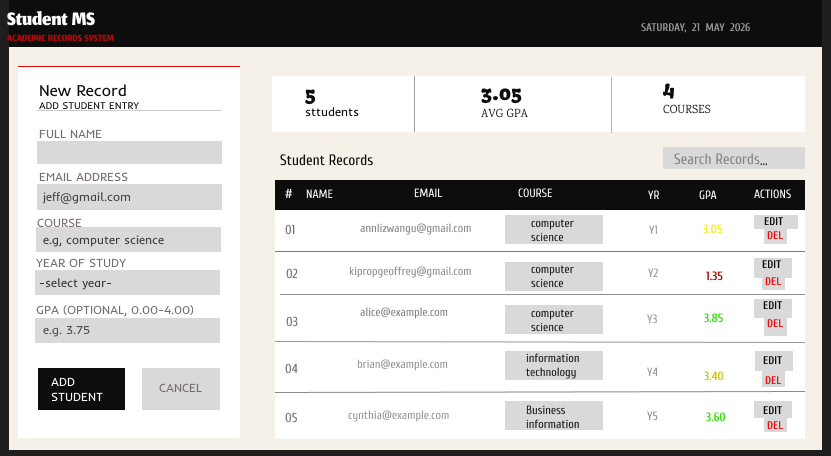 Student MS
ACADEMIC RECORDS SYSTEM
SATURDAY, 21 MAY 2026
New Record
ADD STUDENT ENTRY
FULL NAME
EMAIL ADDRESS
jeff@gmail.com
COURSE
e.g, computer science
YEAR OF STUDY
-select year-
GPA (OPTIONAL, 0.00-4.00)
e.g. 3.75
ADD
STUDENT
CANCEL
5
sttudents
3.05
AVG GPA
4
COURSES
Student Records
Search Records...
# NAME EMAIL COURSE YR GPA ACTIONS
01 annlizwangu@gmail.com computer science Y1 3.05 EDIT DEL
02 kipropgeoffrey@gmail.com computer science Y2 1.35 EDIT DEL
03 alice@example.com computer science Y3 3.85 EDIT DEL
04 brian@example.com information technology Y4 3.40 EDIT DEL
05 cynthia@example.com Business information Y5 3.60 EDIT DEL